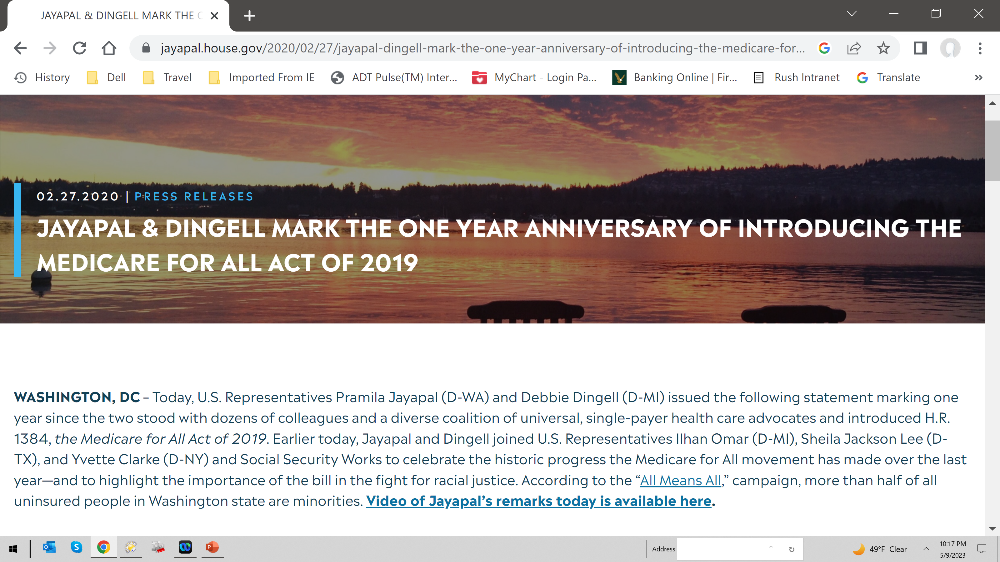 JAYAPAL & DINGELL MARK THE
jayapal.house.gov/2020/02/27/jayapal-dingell-mark-the-one-year-anniversary-of-introducing-the-medicare-for...
History Dell Travel Imported From IE ADT Pulse(TM) Inter... MyChart - Login Pa... Banking Online | Fir... Rush Intranet Translate »
02.27.2020 | PRESS RELEASES
JAYAPAL & DINGELL MARK THE ONE YEAR ANNIVERSARY OF INTRODUCING THE
MEDICARE FOR ALL ACT OF 2019
WASHINGTON, DC – Today, U.S. Representatives Pramila Jayapal (D-WA) and Debbie Dingell (D-MI) issued the following statement marking one
year since the two stood with dozens of colleagues and a diverse coalition of universal, single-payer health care advocates and introduced H.R.
1384, the Medicare for All Act of 2019. Earlier today, Jayapal and Dingell joined U.S. Representatives Ilhan Omar (D-MI), Sheila Jackson Lee (D-
TX), and Yvette Clarke (D-NY) and Social Security Works to celebrate the historic progress the Medicare for All movement has made over the last
year—and to highlight the importance of the bill in the fight for racial justice. According to the “All Means All,” campaign, more than half of all
uninsured people in Washington state are minorities. Video of Jayapal’s remarks today is available here.
Address
49°F Clear
10:17 PM
5/9/2023